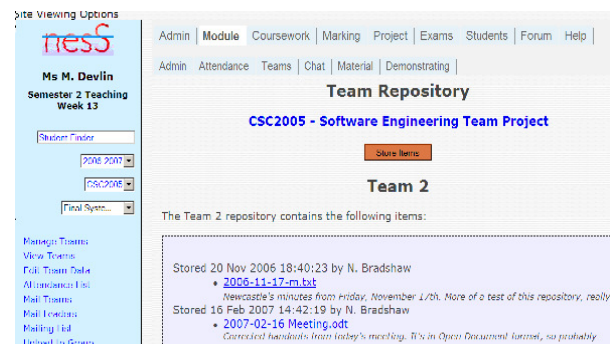 Site Viewing Options
nesS
Admin | Module | Coursework | Marking | Project | Exams | Students | Forum | Help |
Admin | Attendance | Teams | Chat | Material | Demonstrating |
Ms M. Devlin
Semester 2 Teaching
Week 13
Student Finder
2006 2007
CSC2005
Final Syste...
Manage Teams
View Teams
Edit Team Data
Attendance List
Mail Teams
Mail Leaders
Mailing List
Upload to Group
Team Repository
CSC2005 - Software Engineering Team Project
Store Items
Team 2
The Team 2 repository contains the following items:
Stored 20 Nov 2006 18:40:23 by N. Bradshaw
• 2006-11-17-m.txt
Newcastle's minutes from Friday, November 17th. More of a test of this repository, really
Stored 16 Feb 2007 14:42:19 by N. Bradshaw
• 2007-02-16 Meeting.odt
Corrected handouts from today's meeting. It's in Open Document format, so probably